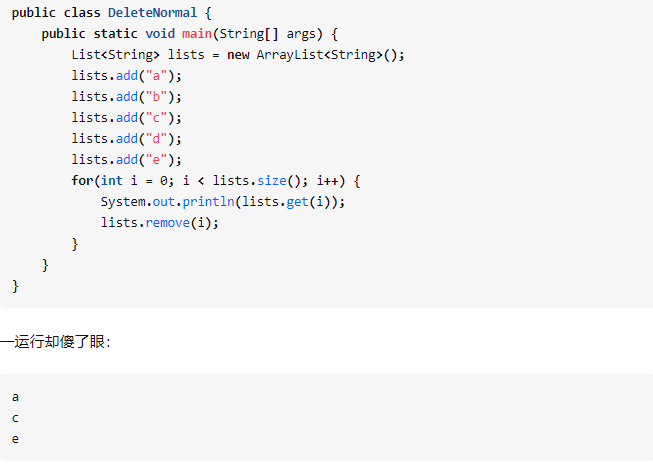 public class DeleteNormal {
    public static void main(String[] args) {
        List<String> lists = new ArrayList<String>();
        lists.add("a");
        lists.add("b");
        lists.add("c");
        lists.add("d");
        lists.add("e");
        for(int i = 0; i < lists.size(); i++) {
            System.out.println(lists.get(i));
            lists.remove(i);
        }
    }
}
一运行却傻了眼:
a
c
e